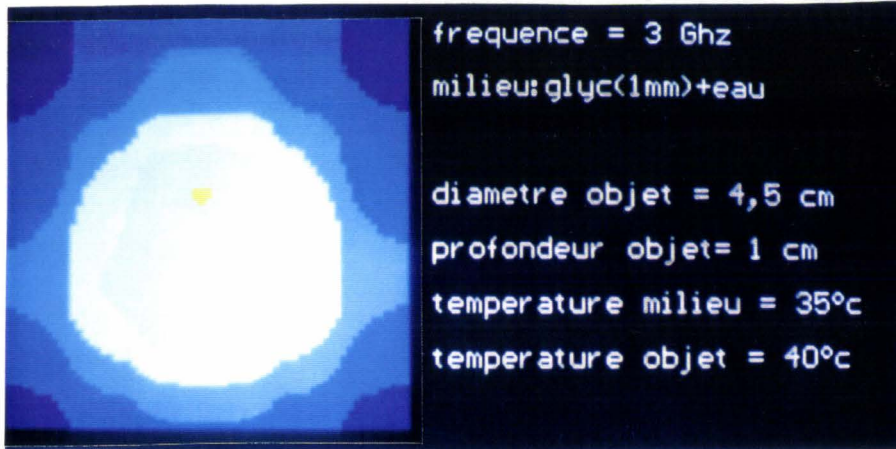 frequence = 3 Ghz
milieu:glyc(1mm)+eau
diametre objet = 4,5 cm
profondeur objet= 1 cm
temperature milieu = 35°c
temperature objet = 40°c